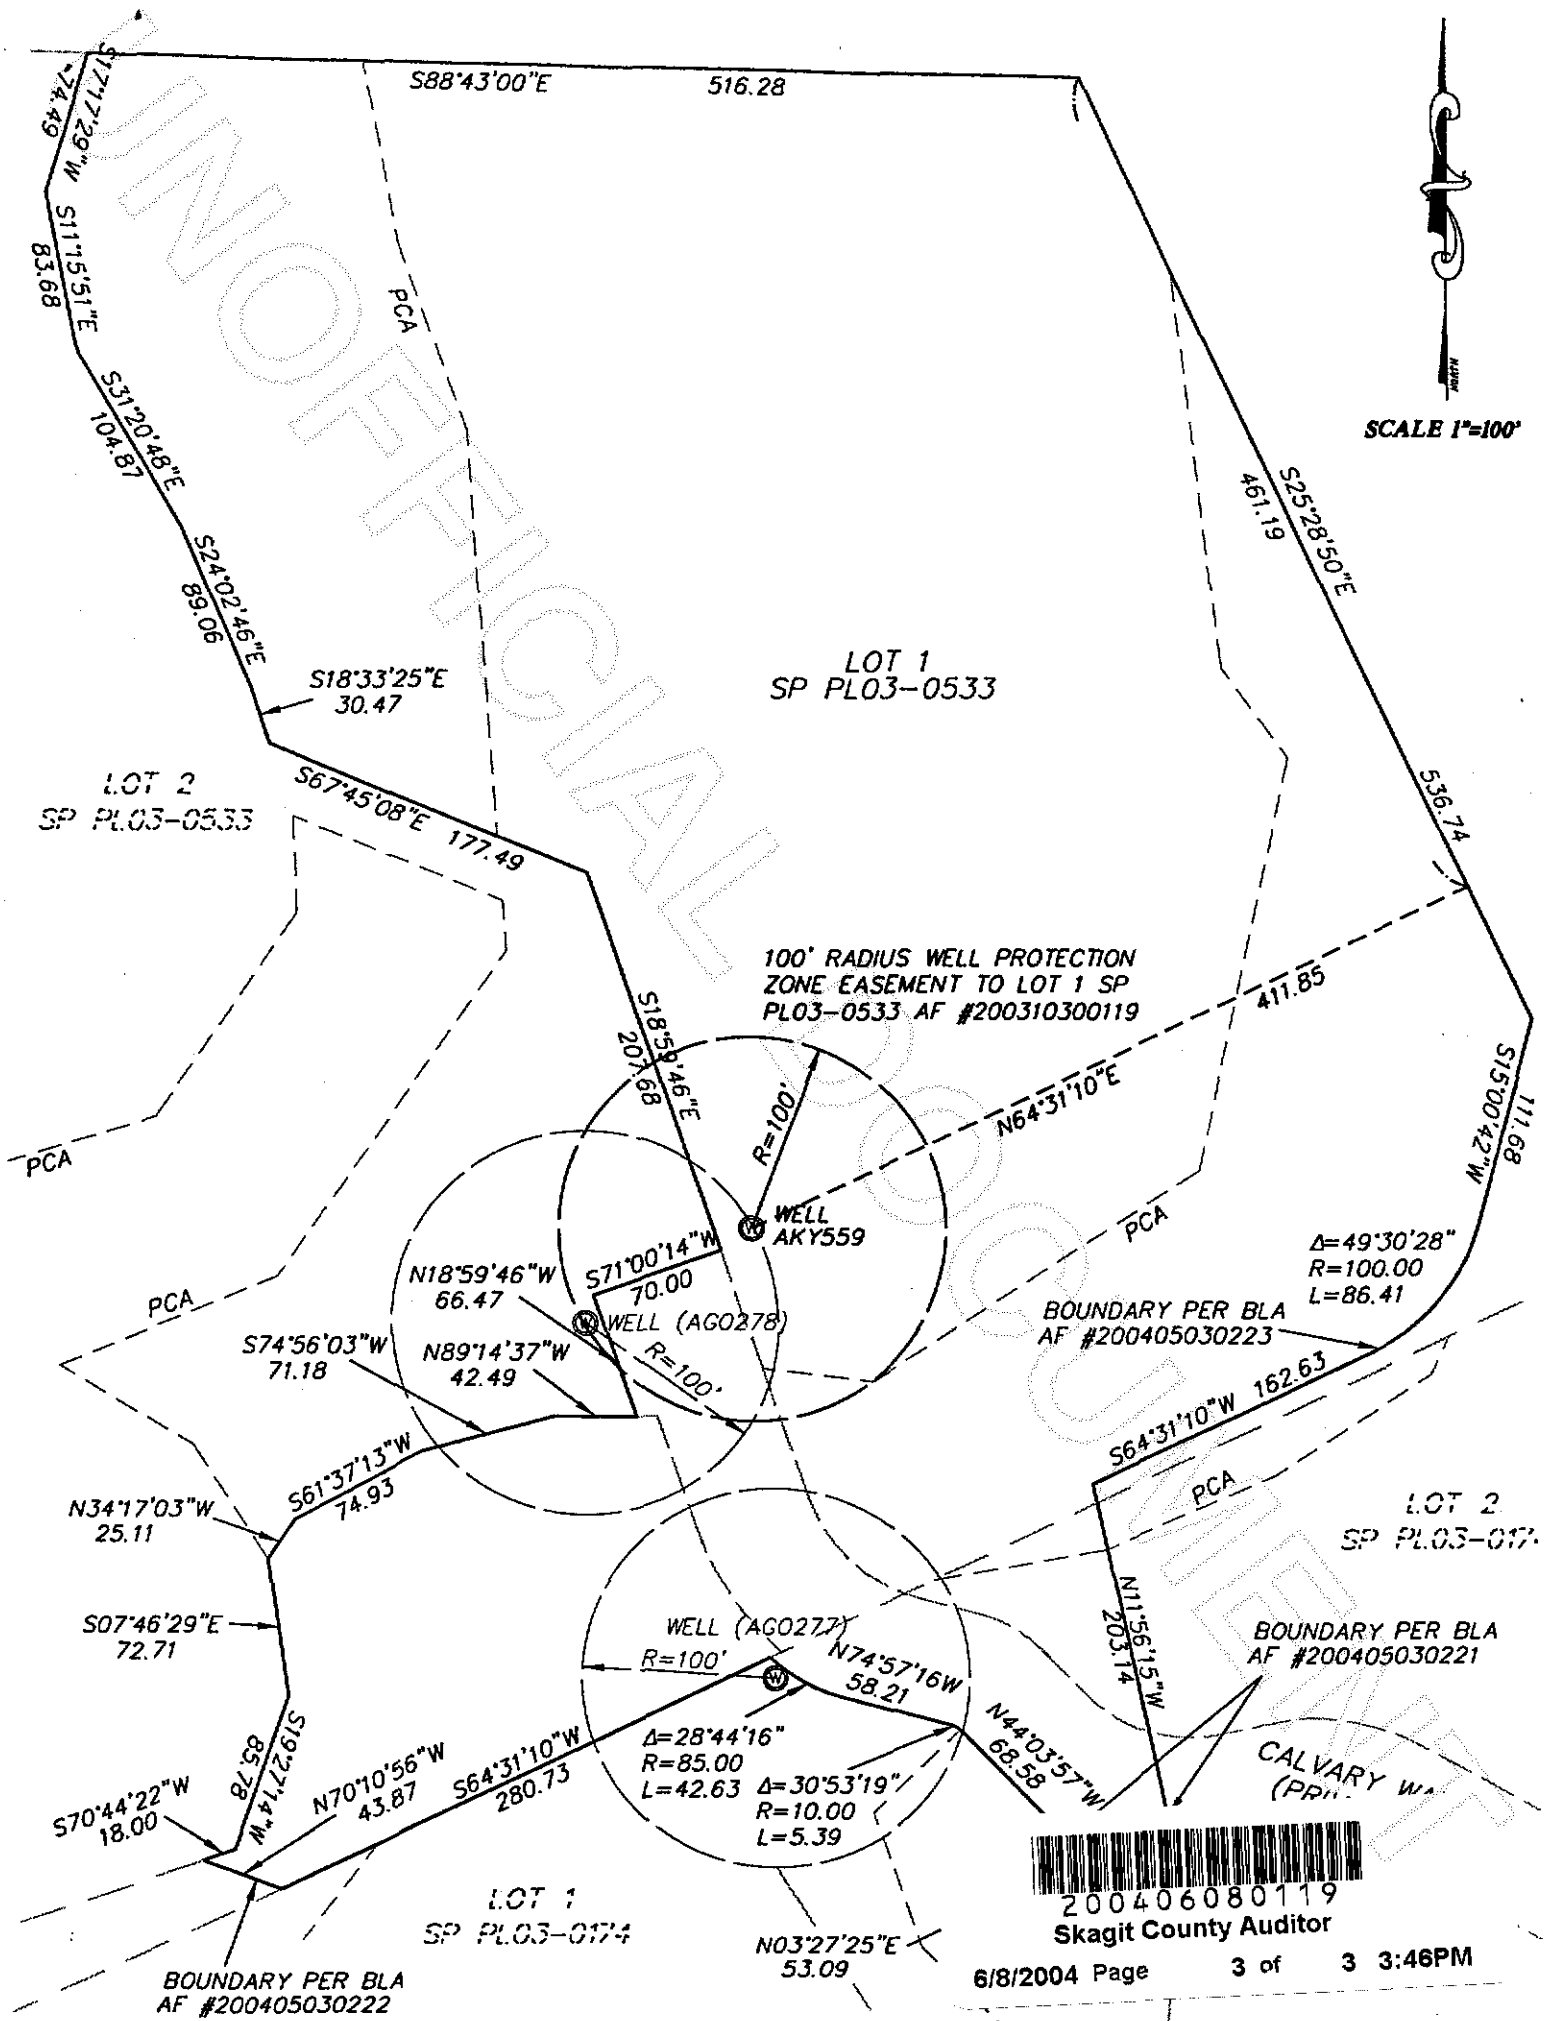 S88°43'00"E 516.28
S17°17'29"W
74.49
S11°15'51"E
83.68
PCA
NORTH
SCALE 1"=100'
S31°20'48"E
104.87
S25°28'50"E
461.19
S24°02'46"E
89.06
S18°33'25"E
30.47
LOT 1
SP PL03-0533
LOT 2
SP PL03-0533
S67°45'08"E 177.49
536.74
100' RADIUS WELL PROTECTION
ZONE EASEMENT TO LOT 1 SP
PL03-0533 AF #200310300119
411.85
S18°59'46"E
207.68
N64°31'10"E
R=100'
S15°00'42"W
111.68
PCA
WELL
AKY559
PCA
S71°00'14"W
70.00
N18°59'46"W
66.47
Δ=49°30'28"
R=100.00
L=86.41
PCA
WELL (AGO278)
BOUNDARY PER BLA
AF #200405030223
S74°56'03"W
71.18
N89°14'37"W
42.49
R=100'
S64°31'10"W 162.63
S61°37'13"W
74.93
N34°17'03"W
25.11
PCA
LOT 2
SP PL03-017
S07°46'29"E
72.71
WELL (AGO277)
R=100'
N74°57'16W
58.21
N11°56'15"W
203.14
BOUNDARY PER BLA
AF #200405030221
S19°27'14"W
85.78
Δ=28°44'16"
R=85.00
L=42.63
N44°03'57"W
68.58
Δ=30°53'19"
R=10.00
L=5.39
CALVARY
S70°44'22"W
18.00
N70°10'56"W
43.87
S64°31'10"W
280.73
LOT 1
SP PL03-0174
N03°27'25"E
53.09
BOUNDARY PER BLA
AF #200405030222
200406080119
Skagit County Auditor
6/8/2004 Page 3 of 3 3:46PM
UNOFFICIAL DOCUMENT